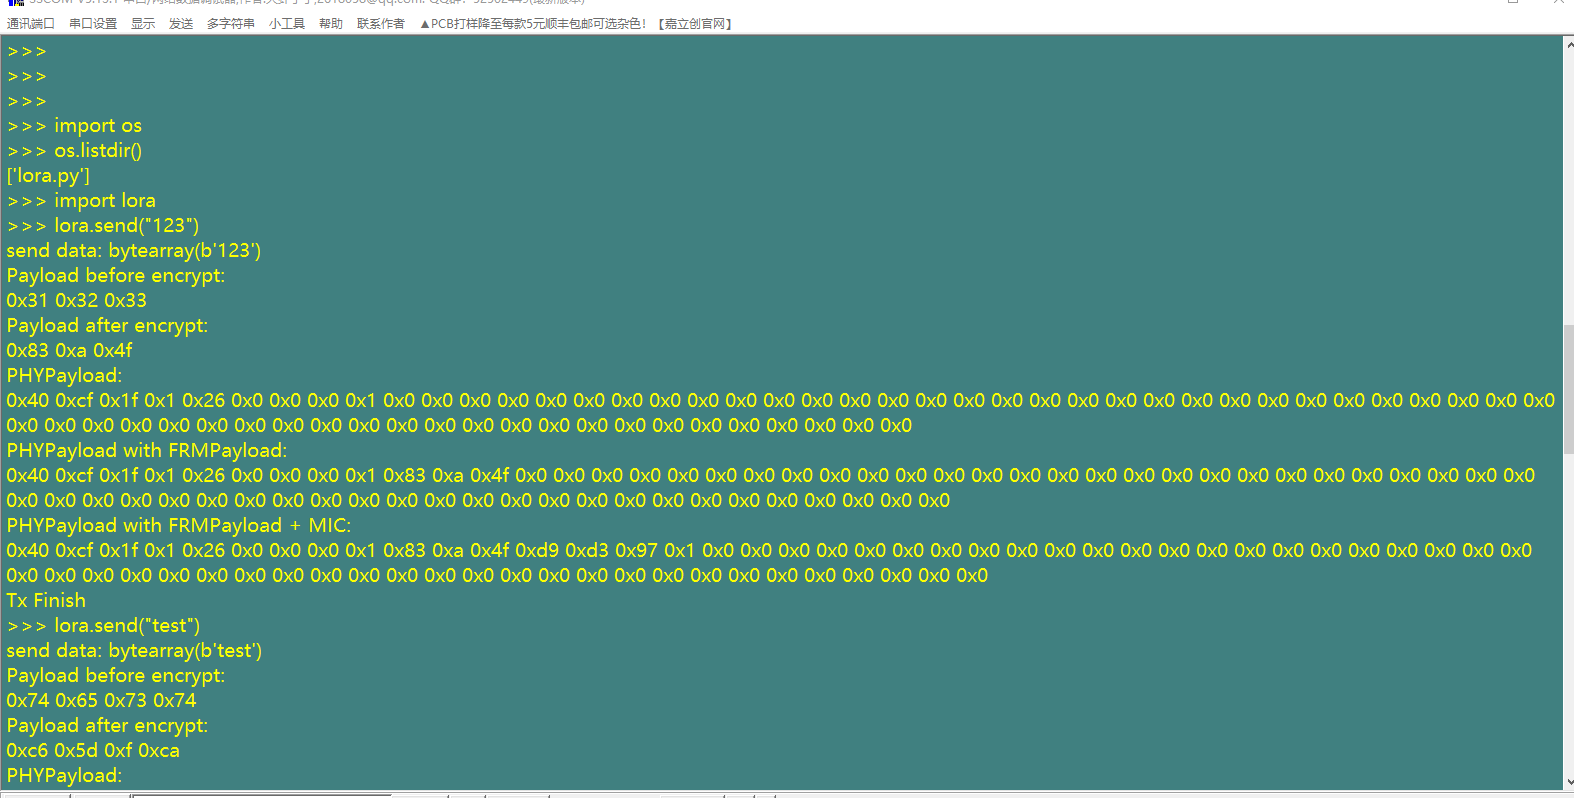 通讯端口 串口设置 显示 发送 多字符串 小工具 帮助 联系作者 ▲PCB打样降至每款5元顺丰包邮可选杂色！【嘉立创官网】
>>>
>>>
>>>
>>> import os
>>> os.listdir()
['lora.py']
>>> import lora
>>> lora.send("123")
send data: bytearray(b'123')
Payload before encrypt:
0x31 0x32 0x33
Payload after encrypt:
0x83 0xa 0x4f
PHYPayload:
0x40 0xcf 0x1f 0x1 0x26 0x0 0x0 0x0 0x1 0x0 0x0 0x0 0x0 0x0 0x0 0x0 0x0 0x0 0x0 0x0 0x0 0x0 0x0 0x0 0x0 0x0 0x0 0x0 0x0 0x0 0x0 0x0 0x0 0x0 0x0 0x0 0x0 0x0 0x0 0x0
0x0 0x0 0x0 0x0 0x0 0x0 0x0 0x0 0x0 0x0 0x0 0x0 0x0 0x0 0x0 0x0 0x0 0x0 0x0 0x0 0x0 0x0 0x0 0x0
PHYPayload with FRMPayload:
0x40 0xcf 0x1f 0x1 0x26 0x0 0x0 0x0 0x1 0x83 0xa 0x4f 0x0 0x0 0x0 0x0 0x0 0x0 0x0 0x0 0x0 0x0 0x0 0x0 0x0 0x0 0x0 0x0 0x0 0x0 0x0 0x0 0x0 0x0 0x0 0x0 0x0 0x0 0x0
0x0 0x0 0x0 0x0 0x0 0x0 0x0 0x0 0x0 0x0 0x0 0x0 0x0 0x0 0x0 0x0 0x0 0x0 0x0 0x0 0x0 0x0 0x0 0x0 0x0
PHYPayload with FRMPayload + MIC:
0x40 0xcf 0x1f 0x1 0x26 0x0 0x0 0x0 0x1 0x83 0xa 0x4f 0xd9 0xd3 0x97 0x1 0x0 0x0 0x0 0x0 0x0 0x0 0x0 0x0 0x0 0x0 0x0 0x0 0x0 0x0 0x0 0x0 0x0 0x0 0x0 0x0 0x0 0x0
0x0 0x0 0x0 0x0 0x0 0x0 0x0 0x0 0x0 0x0 0x0 0x0 0x0 0x0 0x0 0x0 0x0 0x0 0x0 0x0 0x0 0x0 0x0 0x0 0x0 0x0
Tx Finish
>>> lora.send("test")
send data: bytearray(b'test')
Payload before encrypt:
0x74 0x65 0x73 0x74
Payload after encrypt:
0xc6 0x5d 0xf 0xca
PHYPayload: